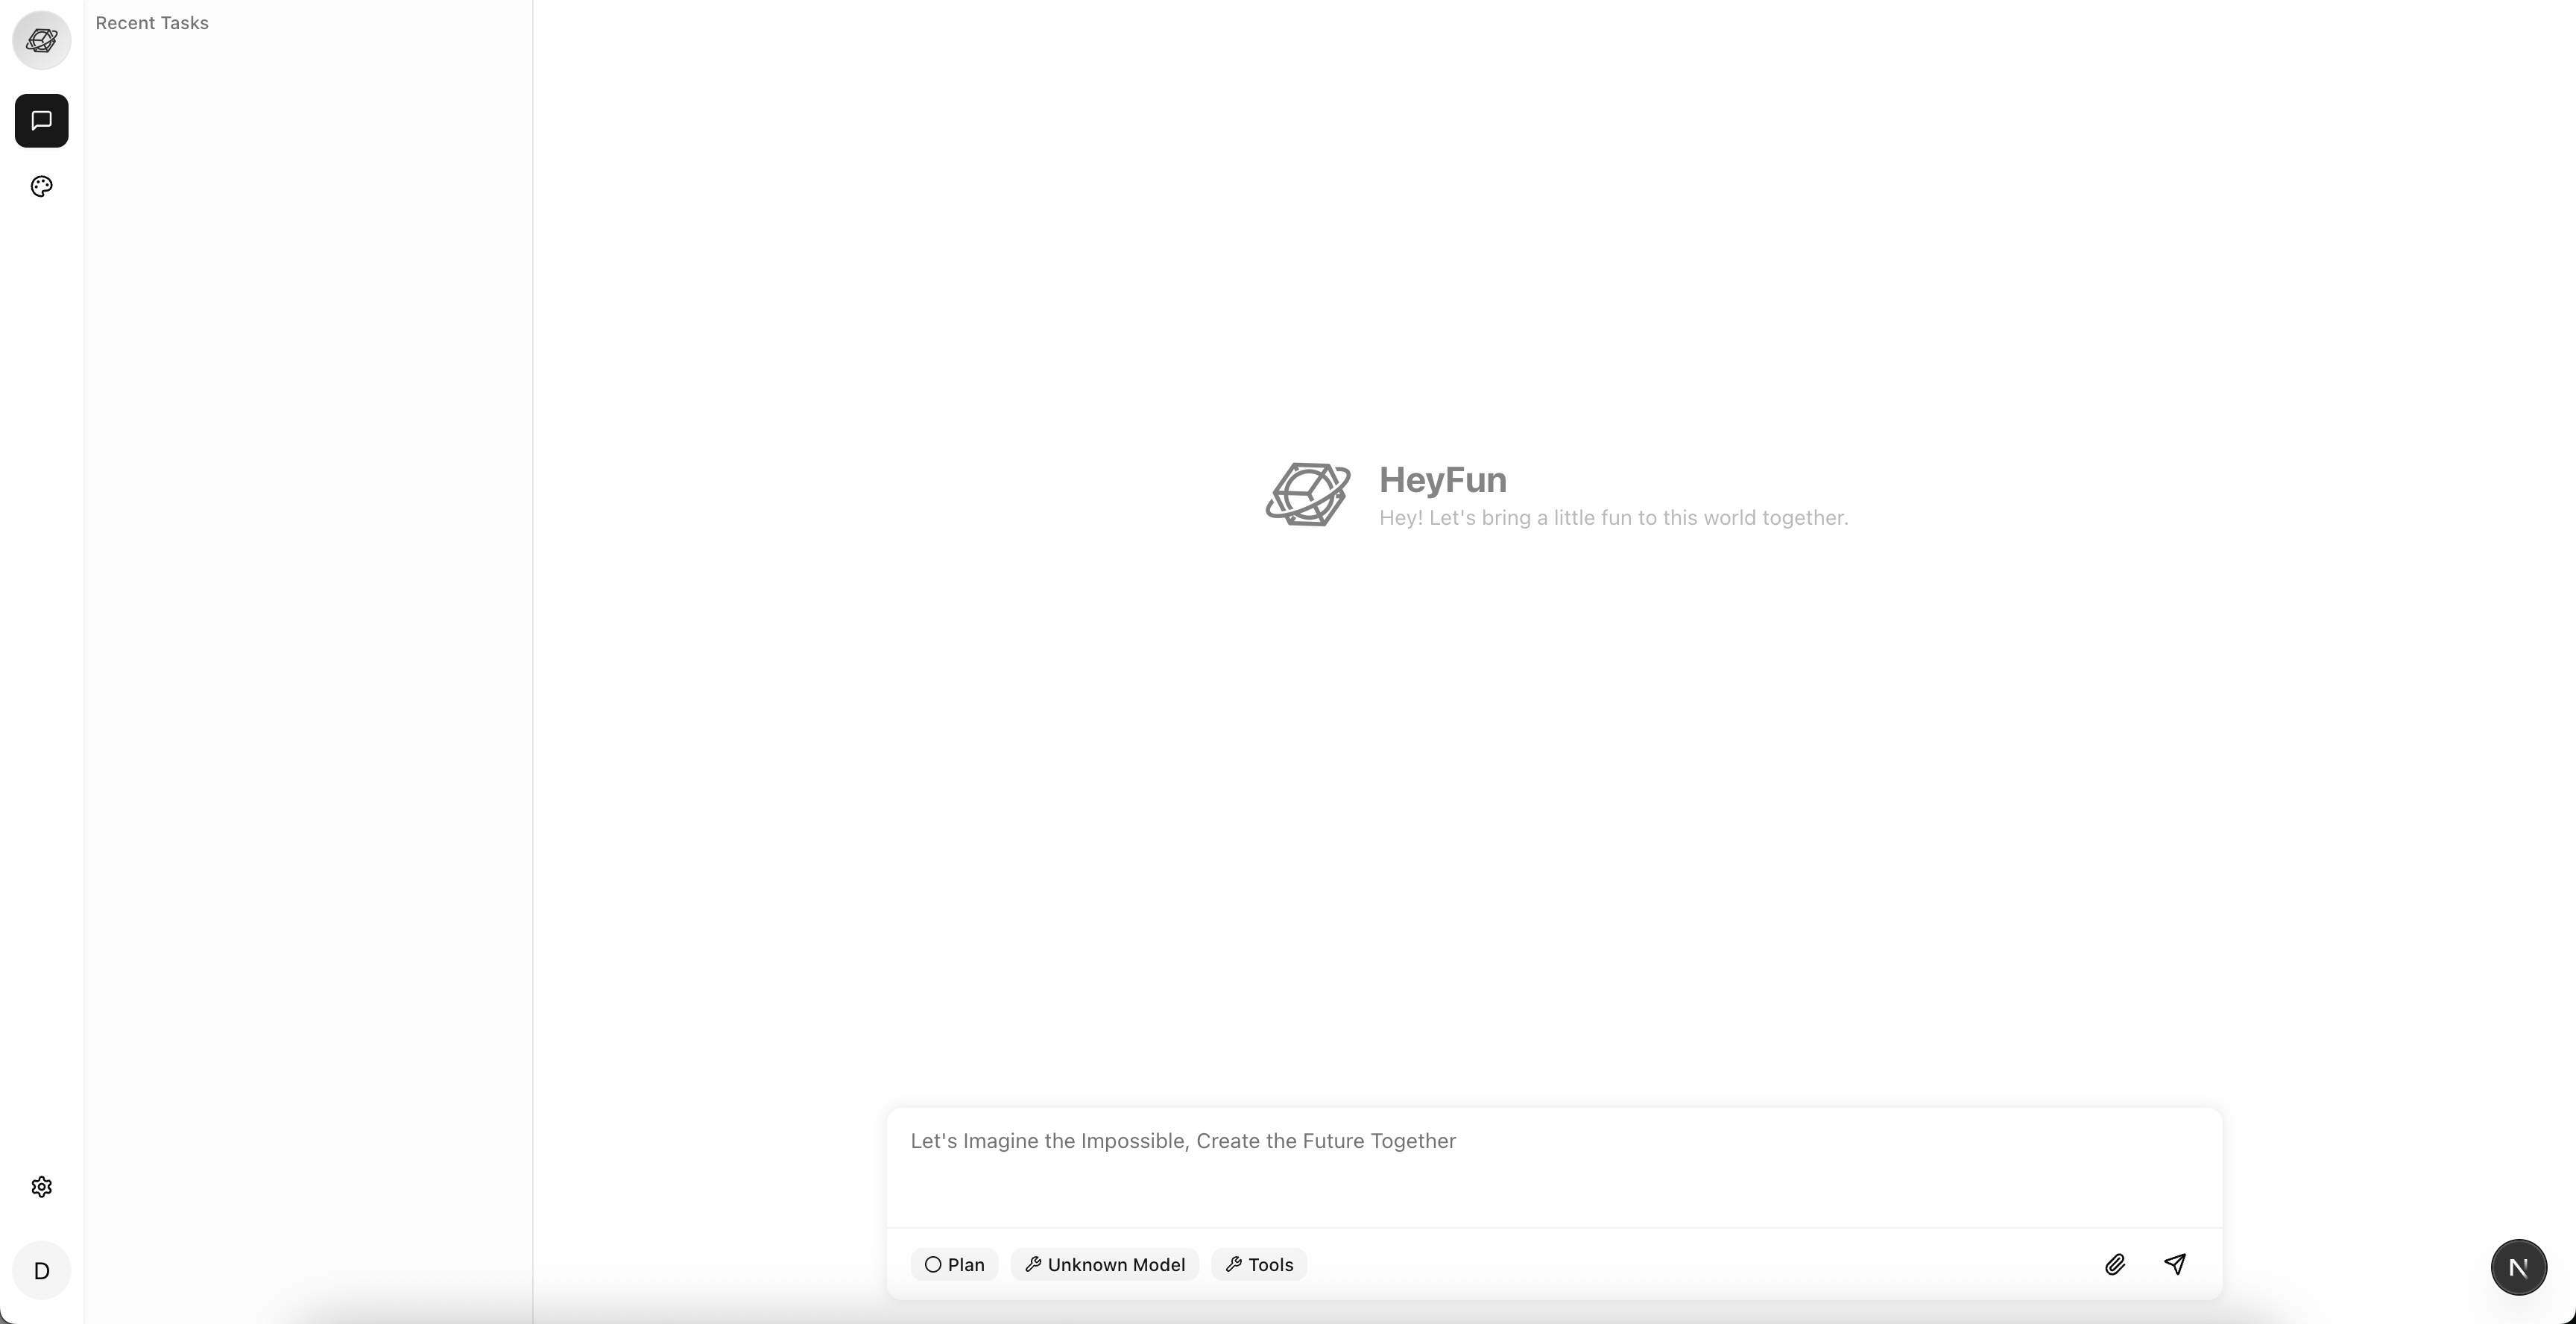 Recent Tasks
HeyFun
Hey! Let's bring a little fun to this world together.
Let's Imagine the Impossible, Create the Future Together
Plan
Unknown Model
Tools
D
N